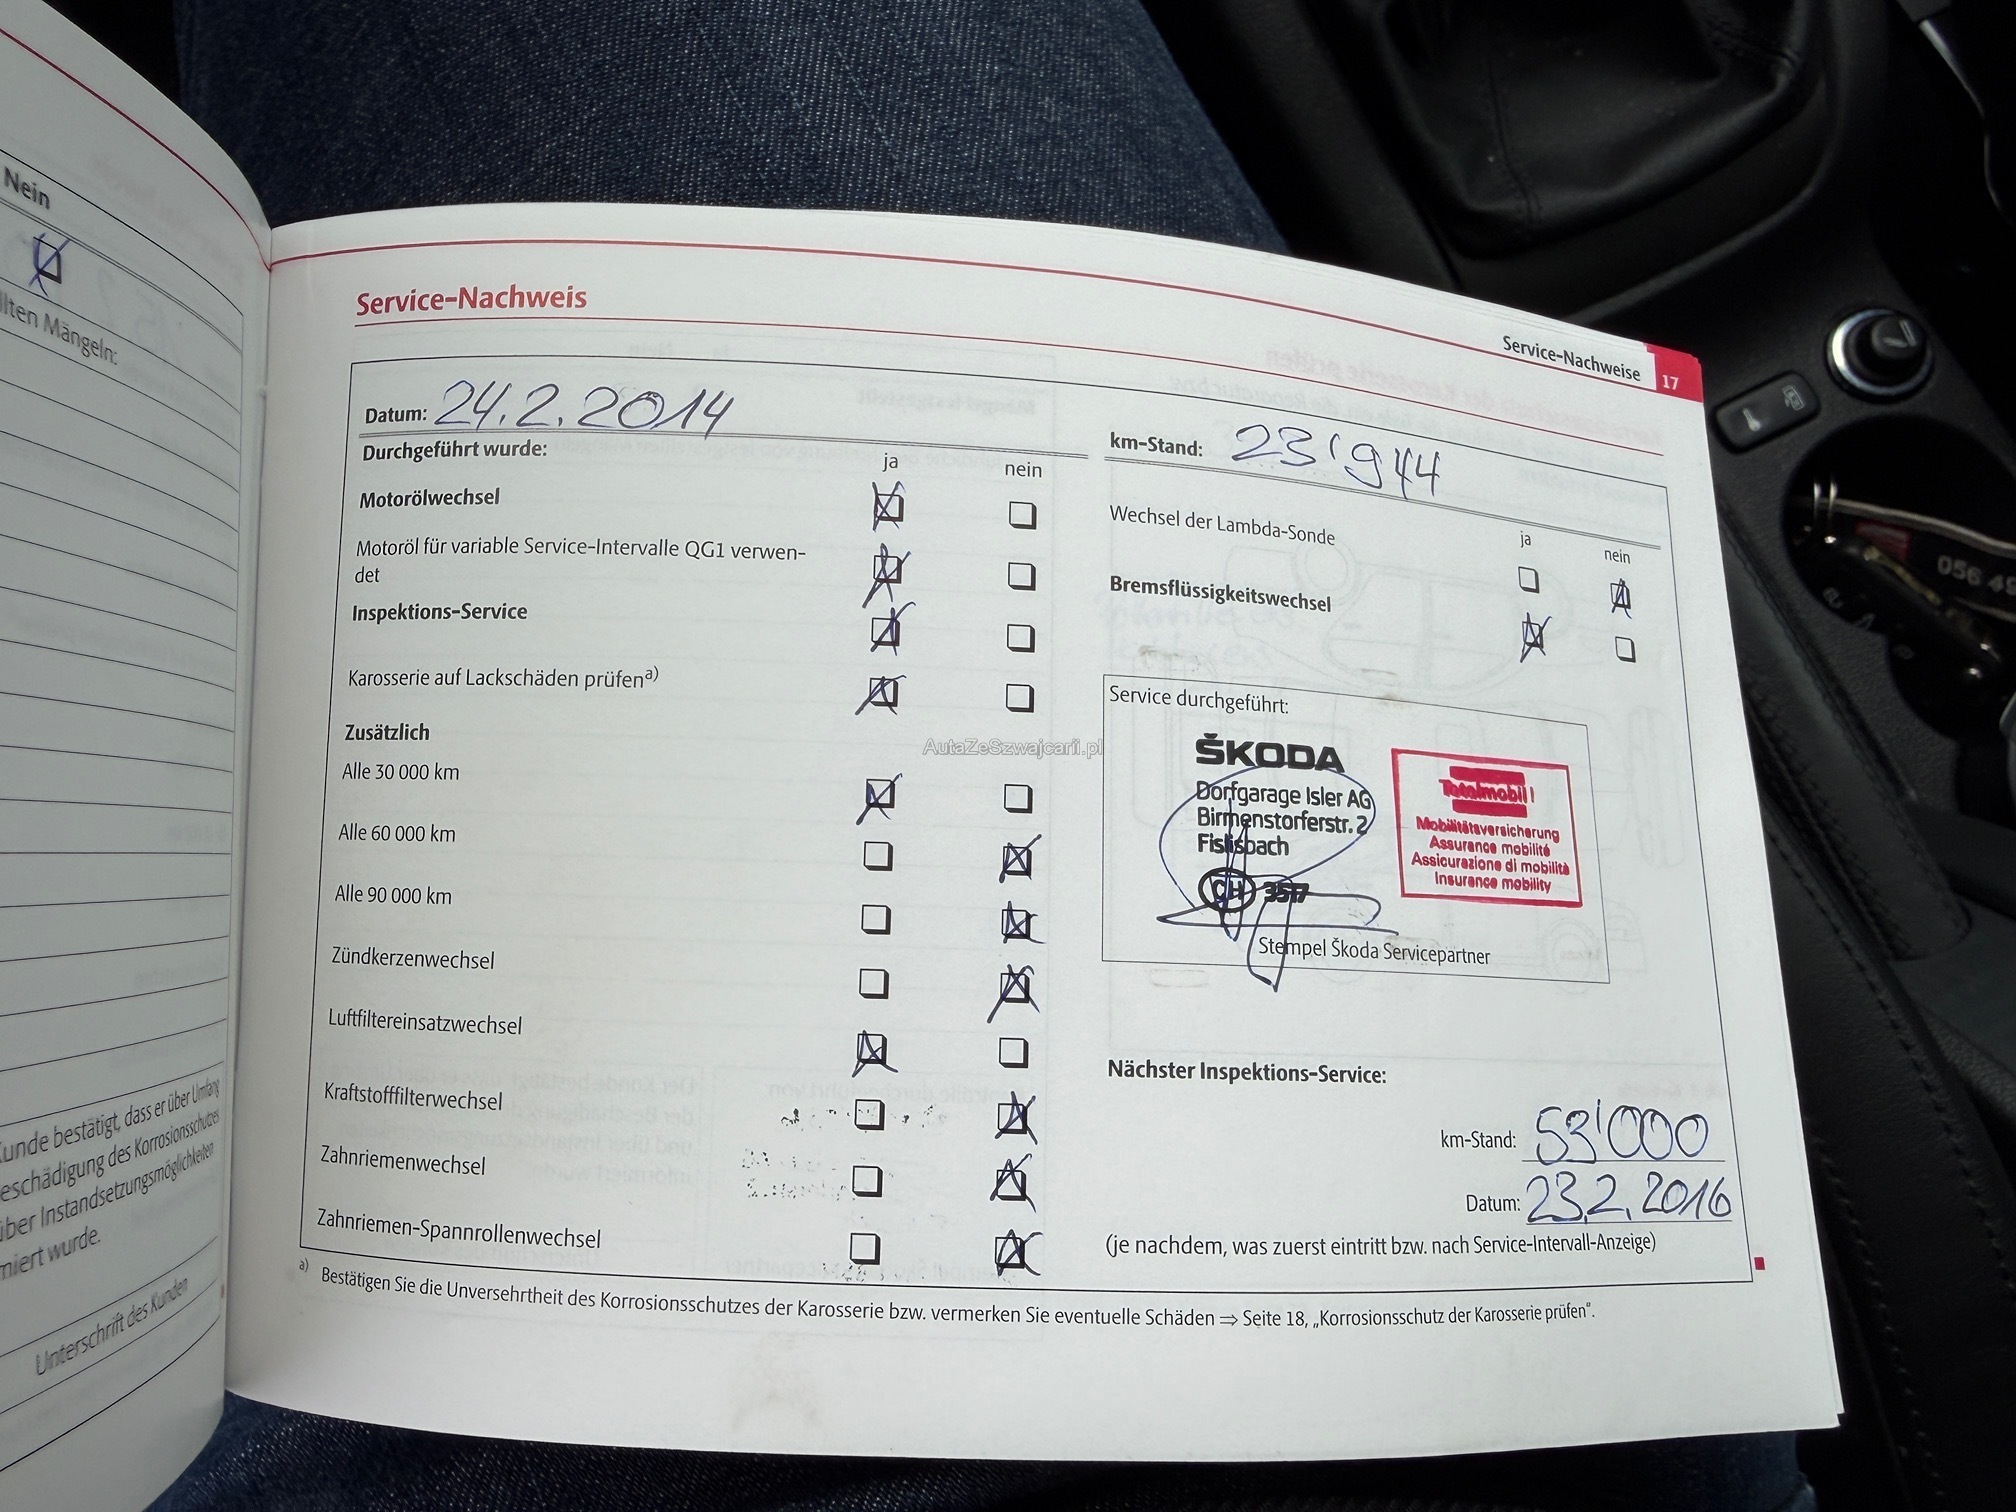 Nein
llten Mängeln:
Kunde bestätigt, dass er über Umfang
eschädigung des Korrosionsschutzes
über Instandsetzungsmöglichkeiten
miert wurde.
Unterschrift des Kunden
Service-Nachweis
Service-Nachweise 17
Datum: 24.2.2014
Durchgeführt wurde:
ja nein
Motorölwechsel
Motoröl für variable Service-Intervalle QG1 verwen-
det
Inspektions-Service
Karosserie auf Lackschäden prüfen a)
Zusätzlich
Alle 30 000 km
Alle 60 000 km
Alle 90 000 km
Zündkerzenwechsel
Luftfiltereinsatzwechsel
Kraftstofffilterwechsel
Zahnriemenwechsel
Zahnriemen-Spannrollenwechsel
km-Stand: 23'944
ja nein
Wechsel der Lambda-Sonde
Bremsflüssigkeitswechsel
Service durchgeführt:
ŠKODA
Dorfgarage Isler AG
Birmenstorferstr. 2
Fislisbach
CH 3517
Totalmobil!
Mobilitätsversicherung
Assurance mobilité
Assicurazione di mobilità
Insurance mobility
Stempel Škoda Servicepartner
Nächster Inspektions-Service:
km-Stand: 53'000
Datum: 23.2.2016
(je nachdem, was zuerst eintritt bzw. nach Service-Intervall-Anzeige)
a) Bestätigen Sie die Unversehrtheit des Korrosionsschutzes der Karosserie bzw. vermerken Sie eventuelle Schäden ⇒ Seite 18, „Korrosionsschutz der Karosserie prüfen".
AutaZeSzwajcarii.pl
056 49